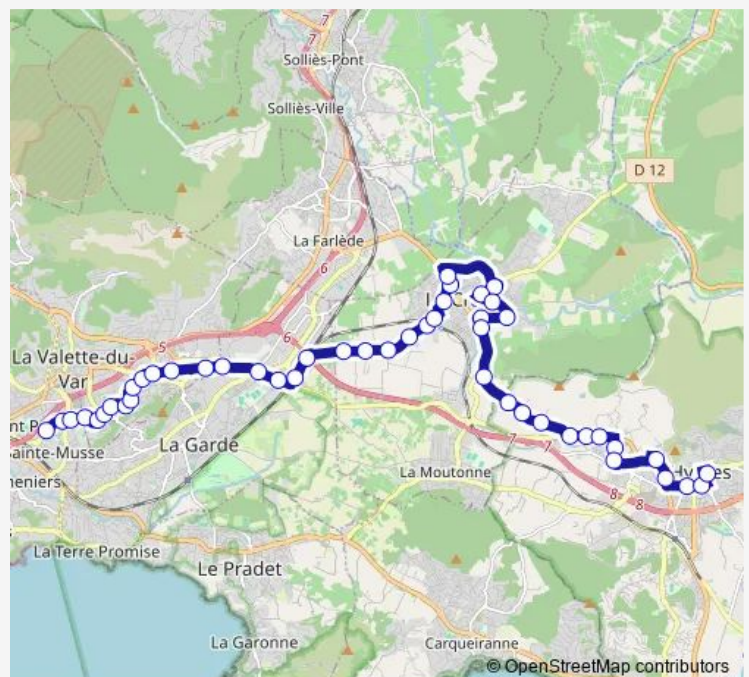 7
7
Solliès-Pont
Solliès-Ville
D 12
La Farlède
6
5
6
La Valette-du-
Var
La Garde
Sainte-Musse
7
7
La Moutonne
8
8
La Terre Promise
Le Pradet
La Garonne
Carqueiranne
© OpenStreetMap contributors